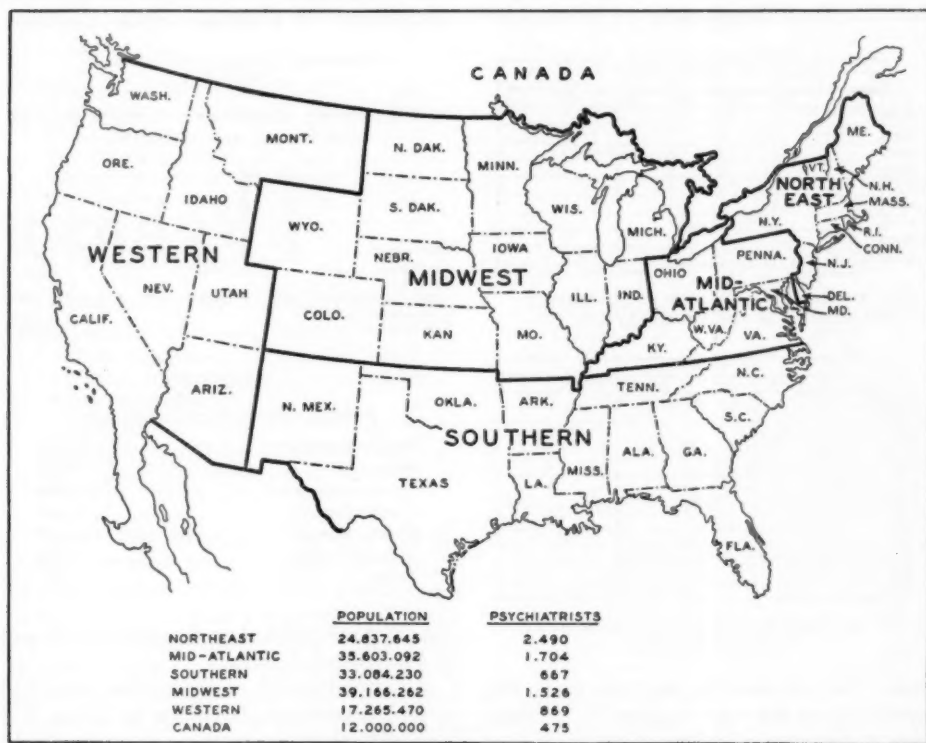 CANADA
WASH.
MONT.
N. DAK.
MINN.
ME.
ORE.
VT.
N.H.
NORTH
EAST
MASS.
IDAHO
S. DAK.
WIS.
MICH.
N.Y.
R.I.
CONN.
WYO.
WESTERN
NEBR.
IOWA
MIDWEST
OHIO
PENNA.
N.J.
MID-
ATLANTIC
NEV.
UTAH
ILL.
IND.
DEL.
MD.
CALIF.
COLO.
KAN
MO.
W.VA.
VA.
KY.
ARIZ.
N. MEX.
OKLA.
ARK.
TENN.
N.C.
S.C.
SOUTHERN
MISS.
ALA.
GA.
TEXAS
LA.
FLA.
POPULATION PSYCHIATRISTS
NORTHEAST 24.837.645 2.490
MID-ATLANTIC 35.603.092 1.704
SOUTHERN 33.084.230 667
MIDWEST 39.166.262 1.526
WESTERN 17.265.470 869
CANADA 12.000.000 475